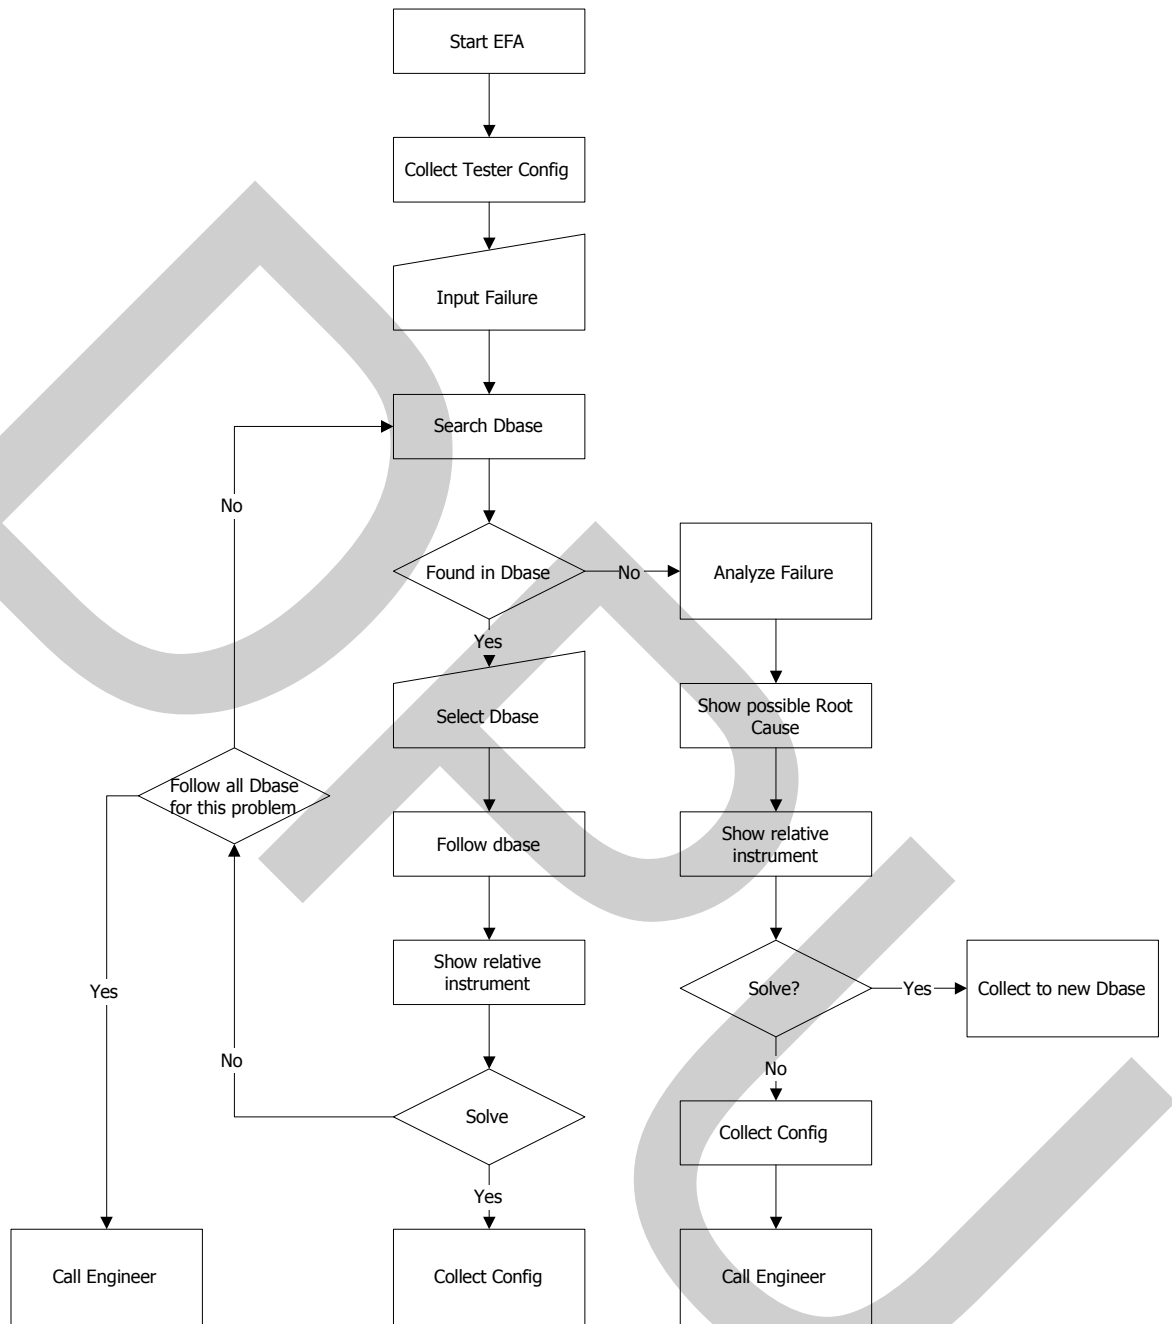 Start EFA
Collect Tester Config
Input Failure
Search Dbase
No
Found in Dbase
No
Analyze Failure
Yes
Select Dbase
Show possible Root
Cause
Follow all Dbase
for this problem
Follow dbase
Show relative
instrument
Yes
Show relative
instrument
Solve?
Yes
Collect to new Dbase
No
No
Solve
Collect Config
Yes
Call Engineer
Collect Config
Call Engineer
DPU